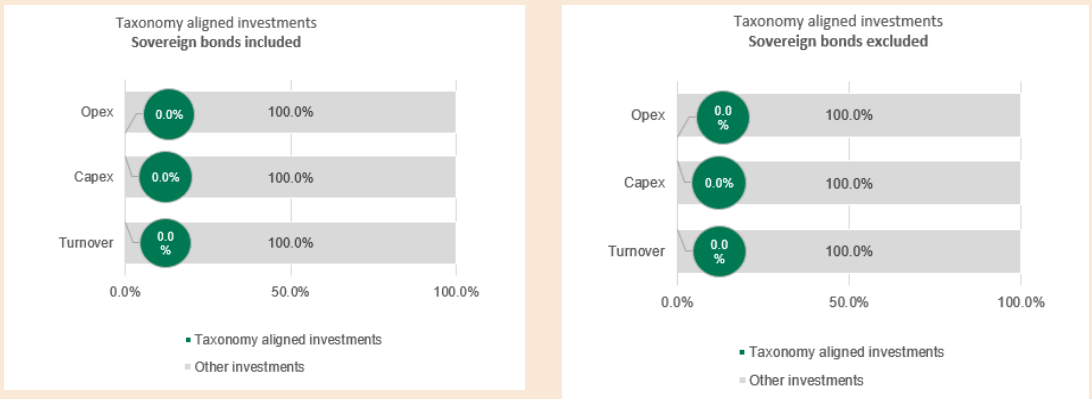 Taxonomy aligned investments
Sovereign bonds included
Opex
0.0%
100.0%
Capex
0.0%
100.0%
Turnover
0.0
%
100.0%
0.0%
50.0%
100.0%
Taxonomy aligned investments
Other investments
Taxonomy aligned investments
Sovereign bonds excluded
Opex
0.0
%
100.0%
Capex
0.0%
100.0%
Turnover
0.0
%
100.0%
0.0%
50.0%
100.0%
Taxonomy aligned investments
Other investments